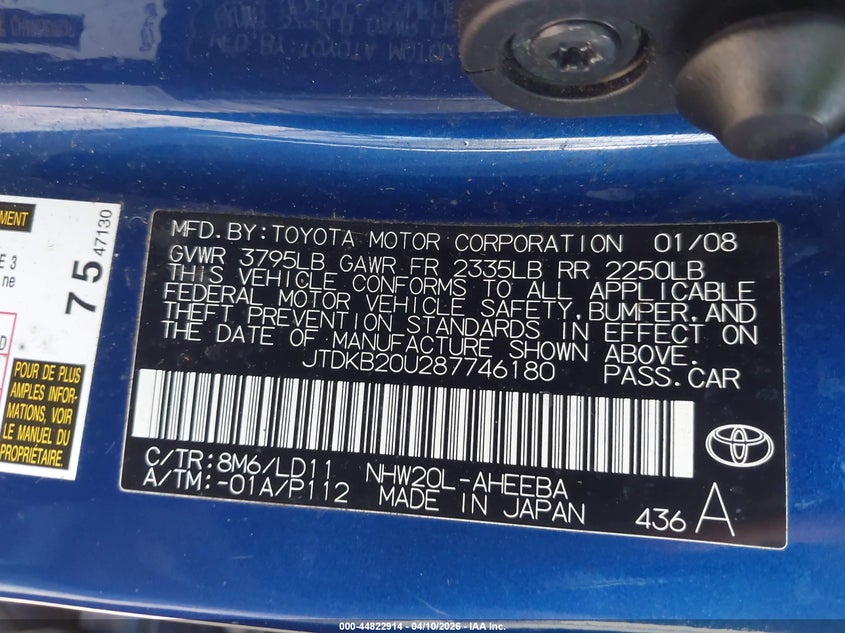 MFD. BY: TOYOTA MOTOR CORPORATION 01/08
GVWR 3795LB GAWR FR 2335LB RR 2250LB
THIS VEHICLE CONFORMS TO ALL APPLICABLE
FEDERAL MOTOR VEHICLE SAFETY, BUMPER, AND
THEFT PREVENTION STANDARDS IN EFFECT ON
THE DATE OF MANUFACTURE SHOWN ABOVE.
JTDKB20U287746180 PASS.CAR
C/TR: 8M6/LD11 NHW20L-AHEEBA
A/TM: -01A/P112 MADE IN JAPAN
436 A
MENT
E 3
ne
75 47130
D
POUR DE PLUS
AMPLES INFOR-
MATIONS, VOIR
LE MANUEL DU
PROPRIÉTAIRE.
000-44822914 - 04/10/2026 - IAA Inc.